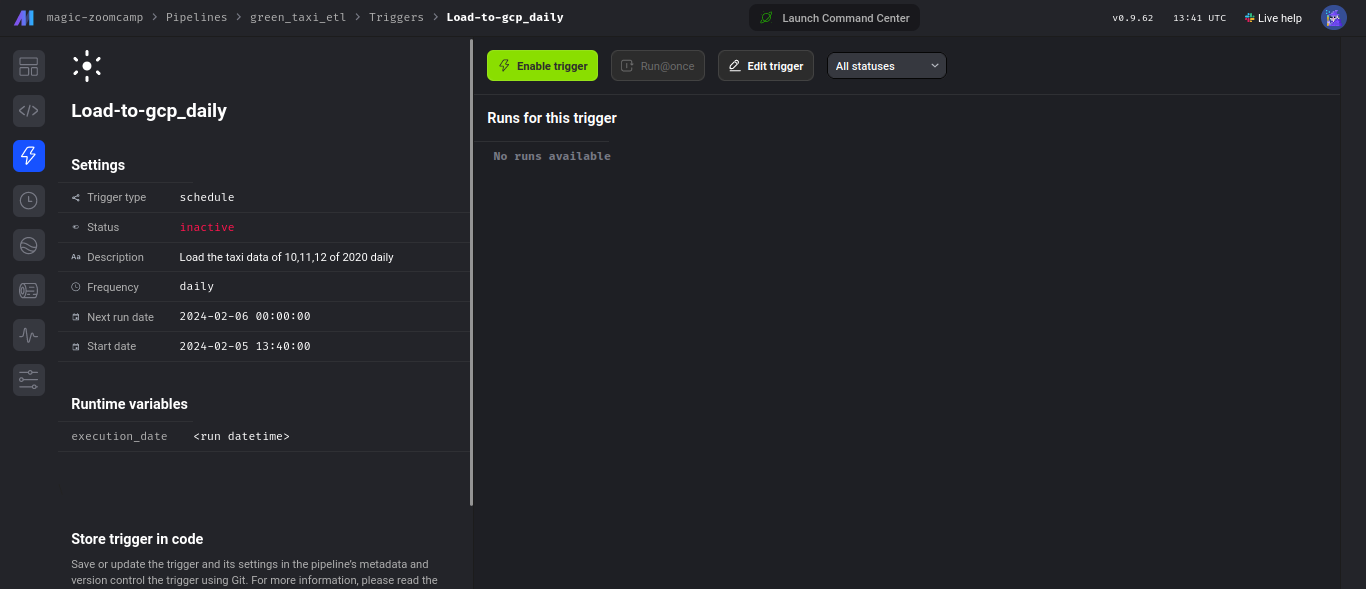 magic-zoomcamp > Pipelines > green_taxi_etl > Triggers > Load-to-gcp_daily
Launch Command Center
v0.9.62
13:41 UTC
Live help
Load-to-gcp_daily
Settings
Trigger type schedule
Status inactive
Aa Description Load the taxi data of 10,11,12 of 2020 daily
Frequency daily
Next run date 2024-02-06 00:00:00
Start date 2024-02-05 13:40:00
Runtime variables
execution_date <run datetime>
Store trigger in code
Save or update the trigger and its settings in the pipeline's metadata and
version control the trigger using Git. For more information, please read the
Enable trigger
Run@once
Edit trigger
All statuses
Runs for this trigger
No runs available